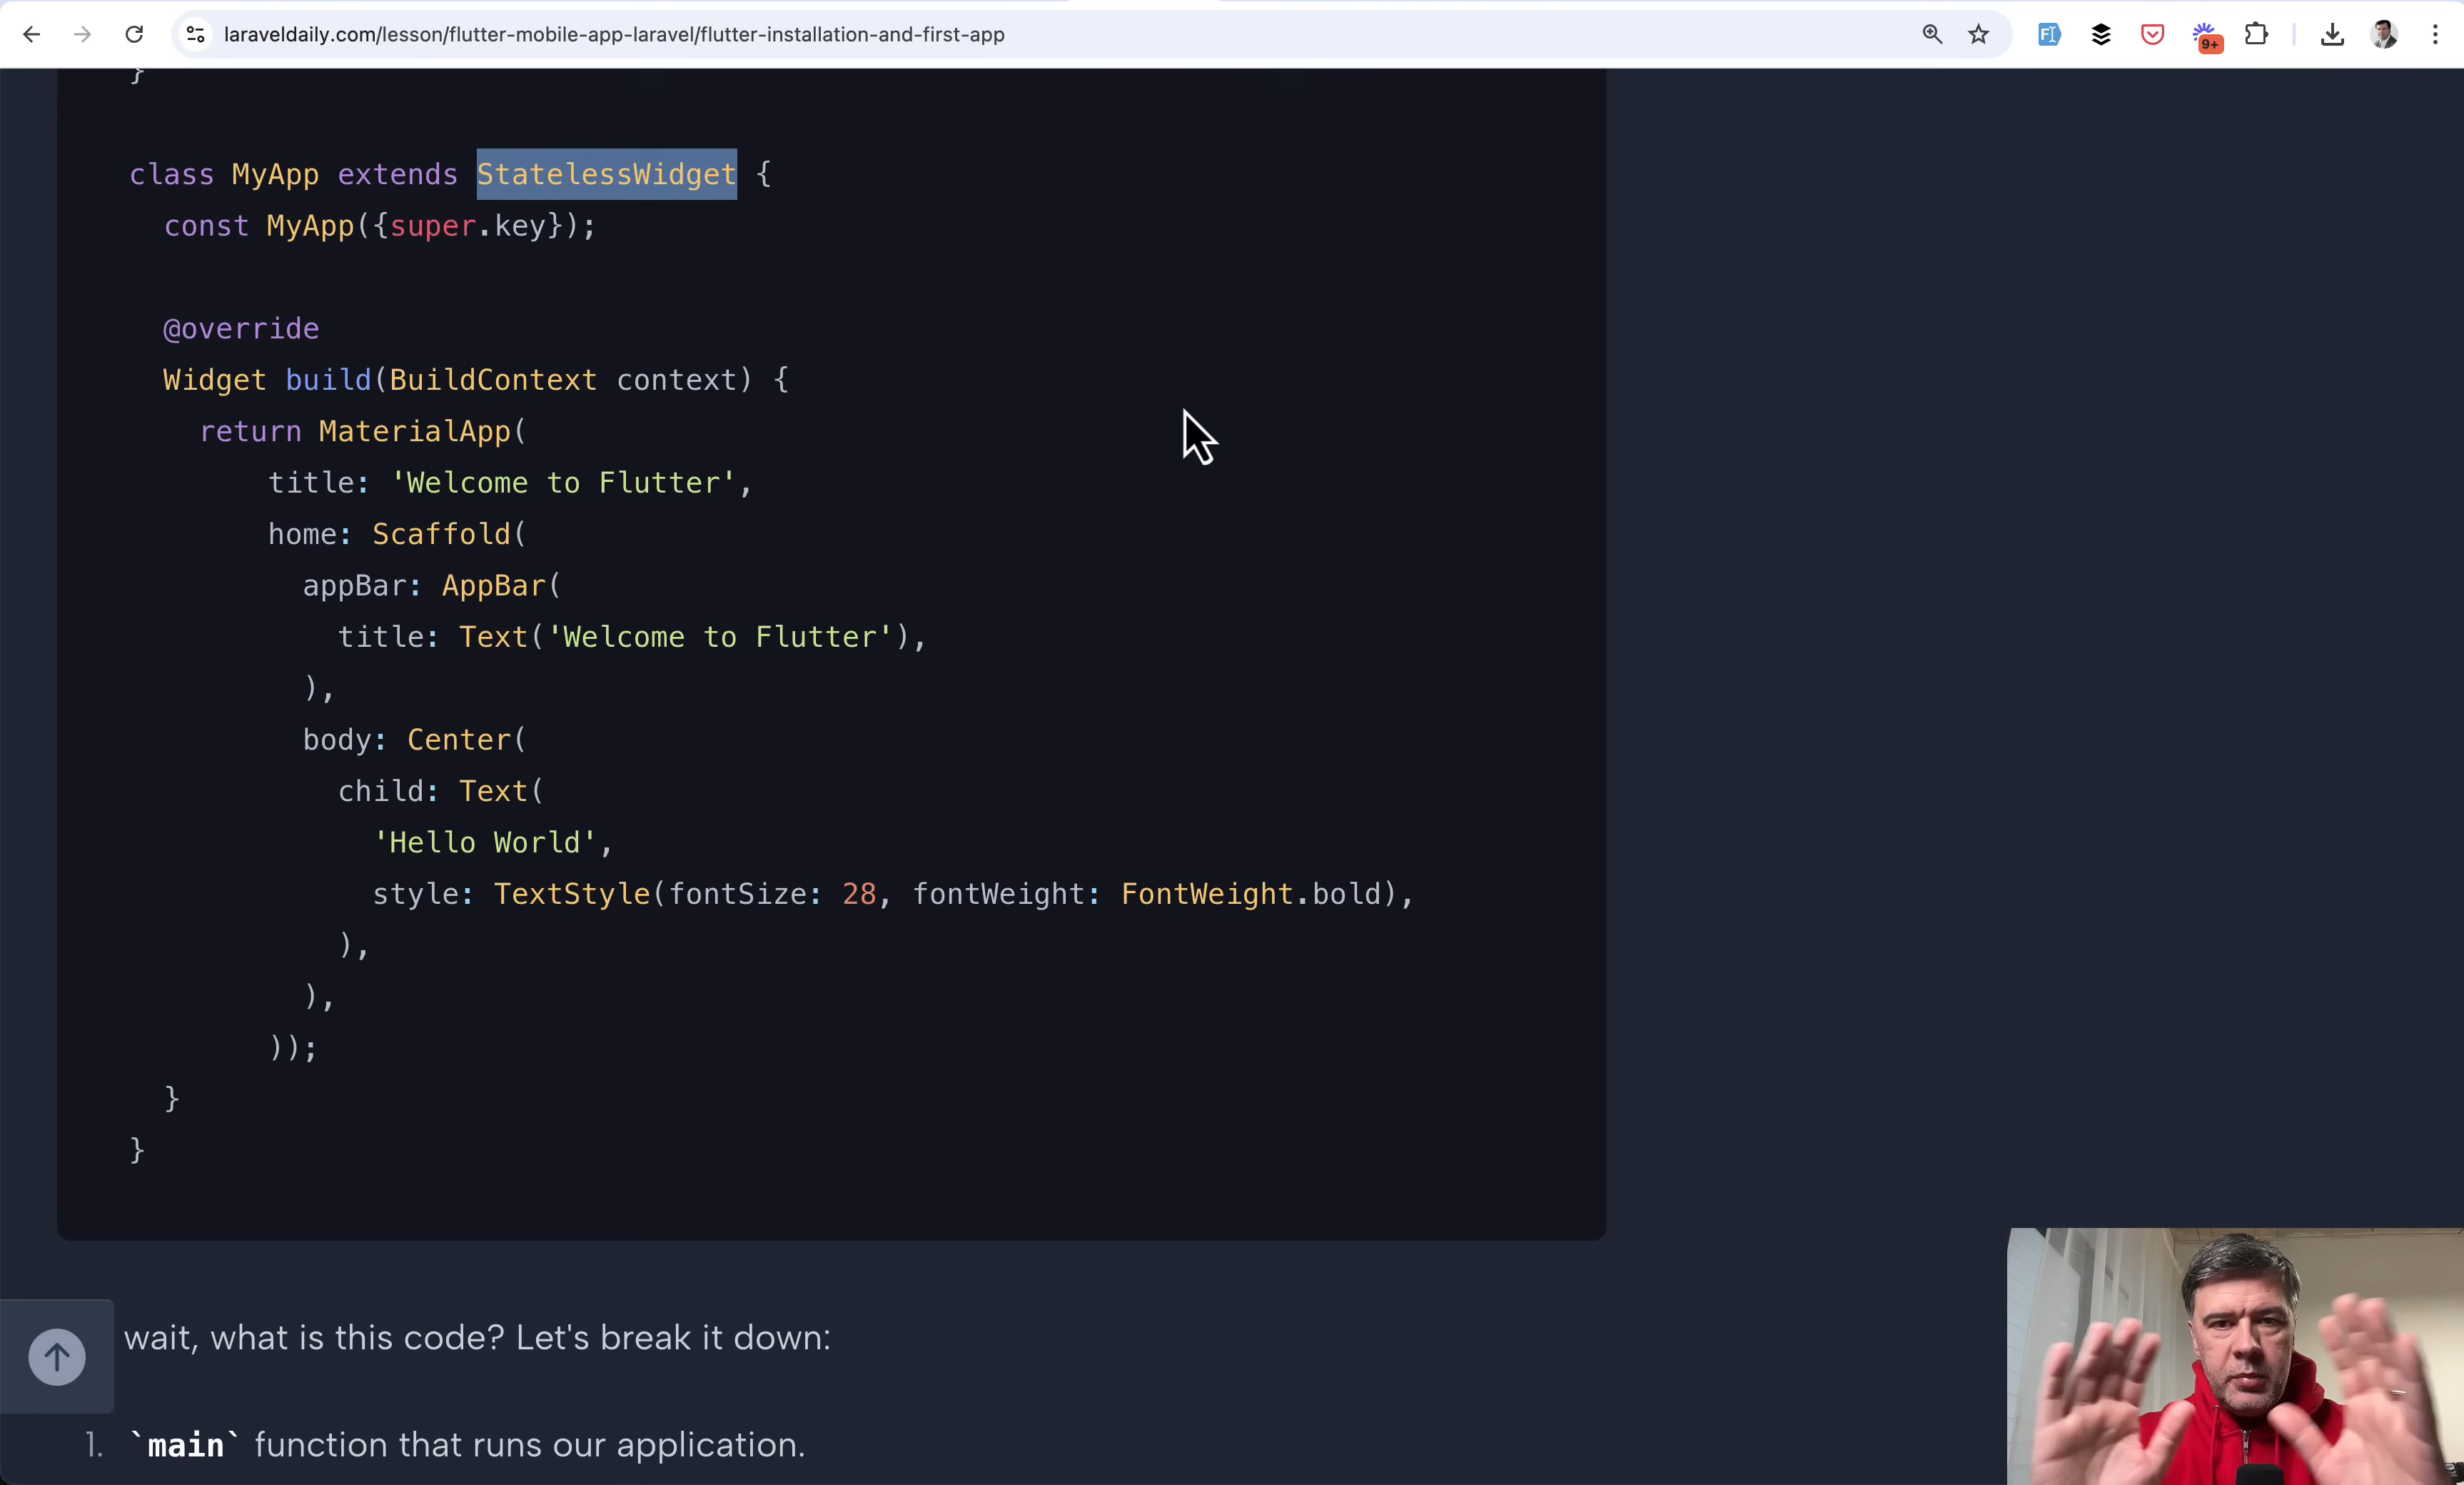 laraveldaily.com/lesson/flutter-mobile-app-laravel/flutter-installation-and-first-app
9+
}
class MyApp extends StatelessWidget {
const MyApp({super.key});
@override
Widget build(BuildContext context) {
return MaterialApp(
title: 'Welcome to Flutter',
home: Scaffold(
appBar: AppBar(
title: Text('Welcome to Flutter'),
),
body: Center(
child: Text(
'Hello World',
style: TextStyle(fontSize: 28, fontWeight: FontWeight.bold),
),
),
));
}
}
wait, what is this code? Let's break it down:
1. `main` function that runs our application.